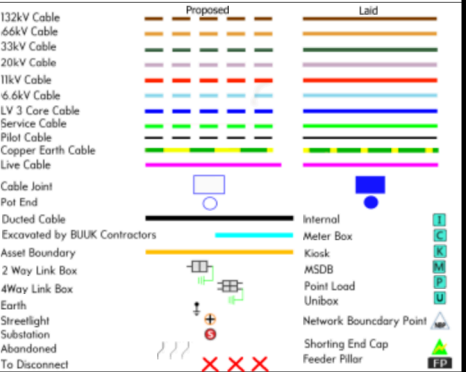 Proposed Laid
132kV Cable
66kV Cable
33kV Cable
20kV Cable
11kV Cable
6.6kV Cable
LV 3 Core Cable
Service Cable
Pilot Cable
Copper Earth Cable
Live Cable
Cable Joint
Pot End
Ducted Cable
Excavated by BUUK Contractors
Asset Boundary
2 Way Link Box
4Way Link Box
Earth
Streetlight
Substation
S
Abandoned
To Disconnect
Internal I
Meter Box C
Kiosk K
MSDB M
Point Load P
Unibox U
Network Bouncdary Point
Shorting End Cap
Feeder Pillar FP